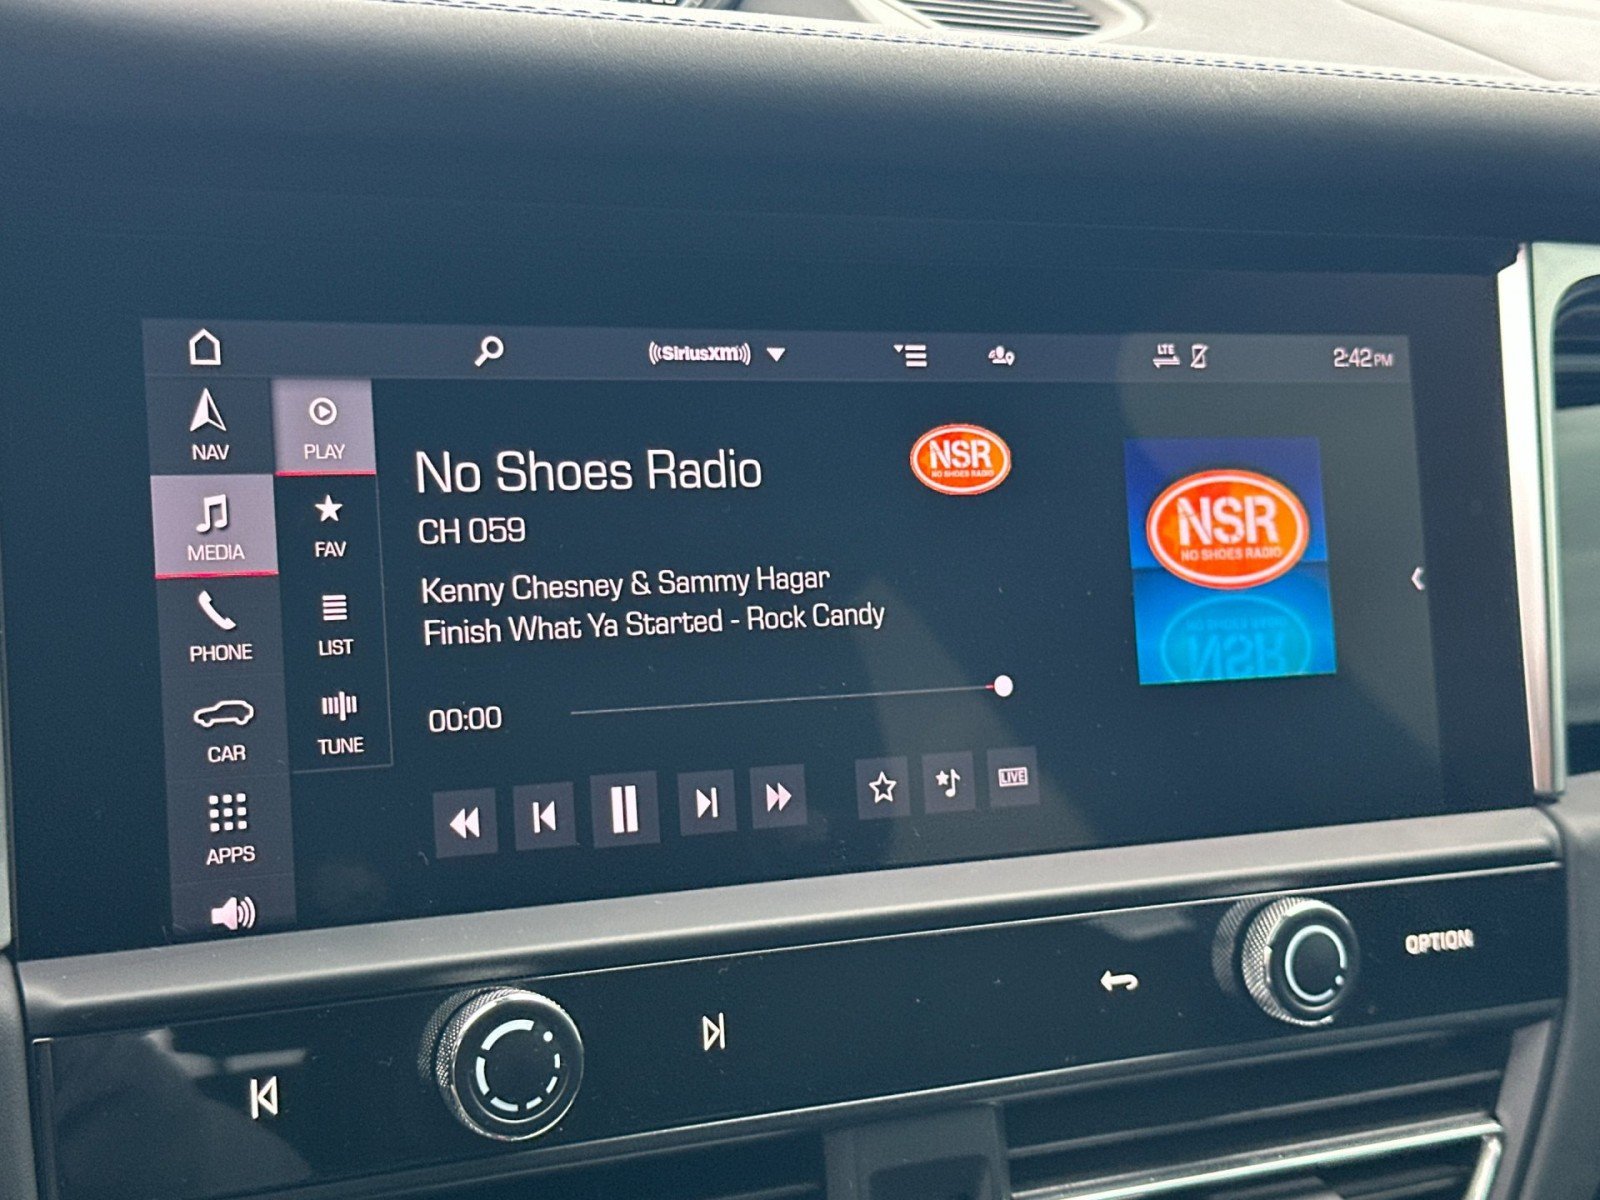 ((SiriusXM))
LTE
2:42 PM
NAV
PLAY
No Shoes Radio
NSR
NO SHOES RADIO
CH 059
MEDIA
FAV
Kenny Chesney & Sammy Hagar
Finish What Ya Started - Rock Candy
NSR
NO SHOES RADIO
PHONE
LIST
00:00
CAR
TUNE
LIVE
APPS
OPTION